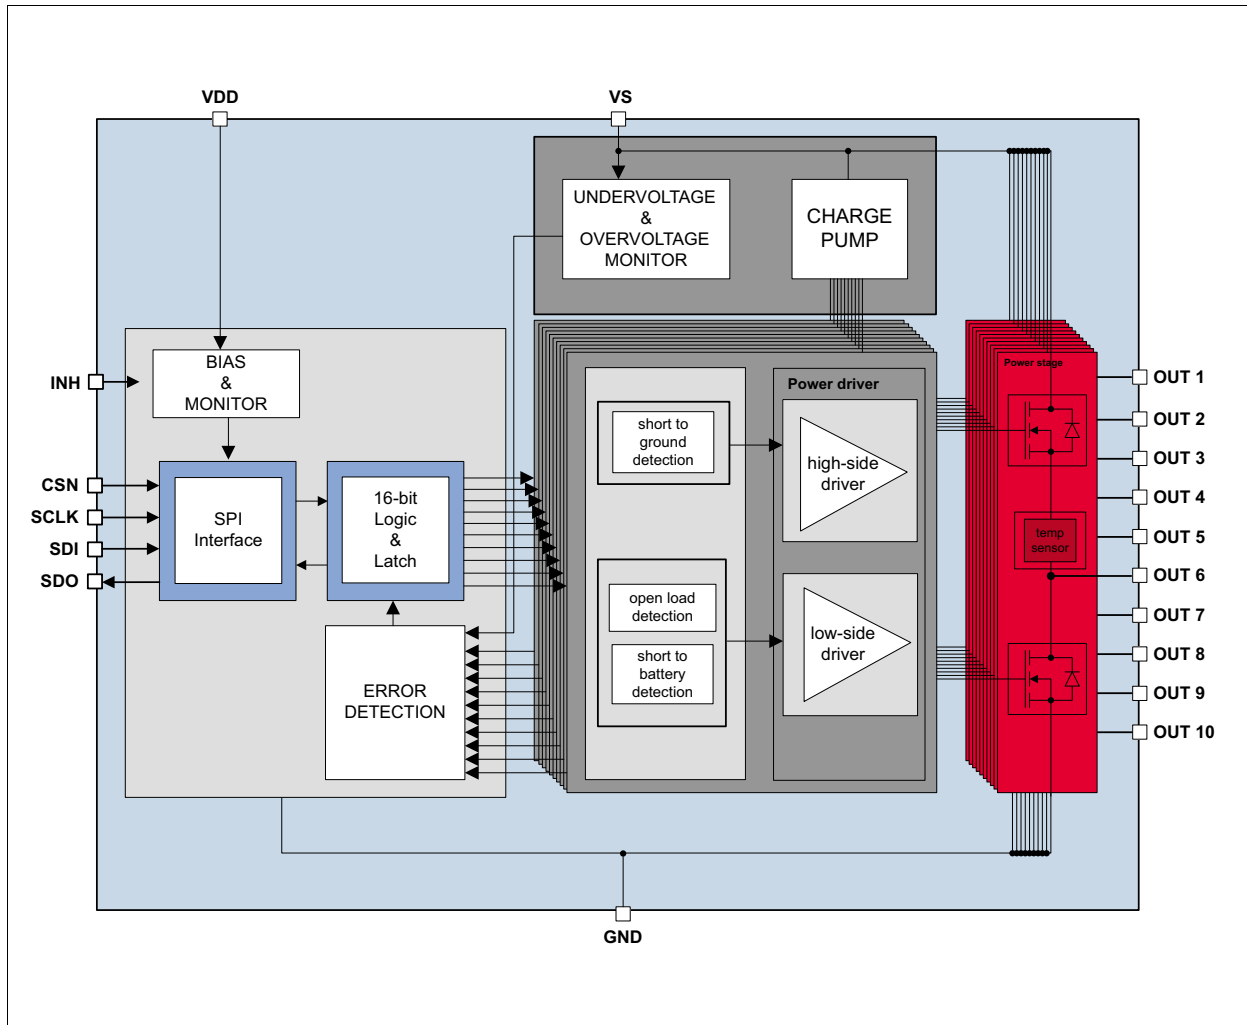 VDD
VS
UNDERVOLTAGE
&
OVERVOLTAGE
MONITOR
CHARGE
PUMP
INH
BIAS
&
MONITOR
CSN
SCLK
SDI
SDO
SPI
Interface
16-bit
Logic
&
Latch
ERROR
DETECTION
short to
ground
detection
open load
detection
short to
battery
detection
Power driver
high-side
driver
low-side
driver
Power stage
temp
sensor
OUT 1
OUT 2
OUT 3
OUT 4
OUT 5
OUT 6
OUT 7
OUT 8
OUT 9
OUT 10
GND